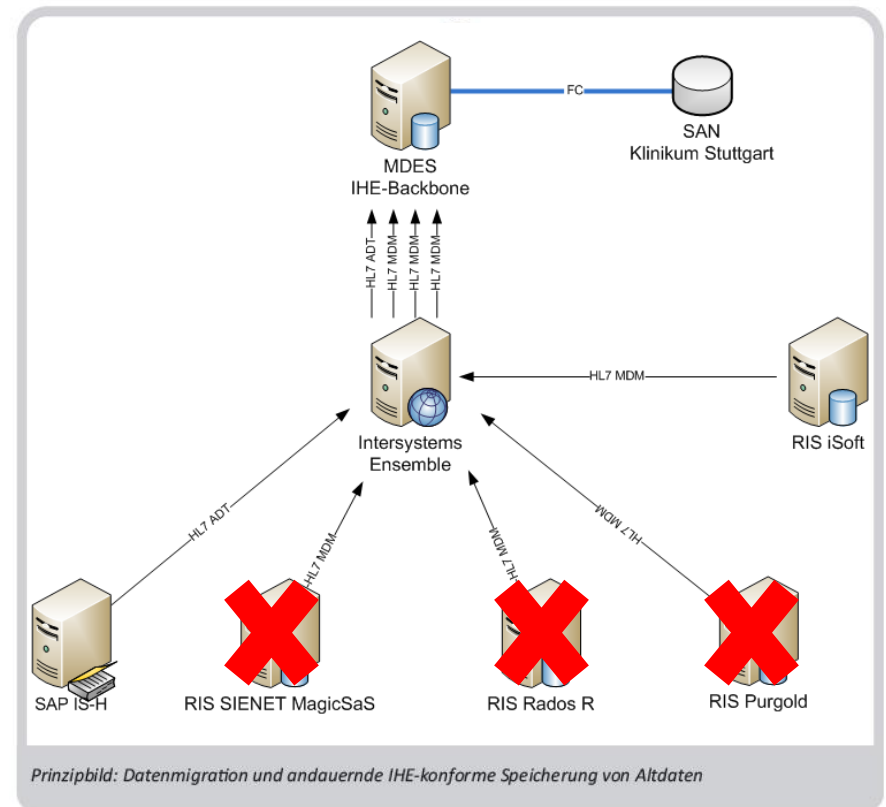 FC
SAN
Klinikum Stuttgart
MDES
IHE-Backbone
HL7 ADT
HL7 MDM
HL7 MDM
HL7 MDM
HL7 MDM
RIS iSoft
Intersystems
Ensemble
HL7 ADT
HL7 MDM
HL7 MDM
HL7 MDM
SAP IS-H
RIS SIENET MagicSaS
RIS Rados R
RIS Purgold
Prinzipbild: Datenmigration und andauernde IHE-konforme Speicherung von Altdaten